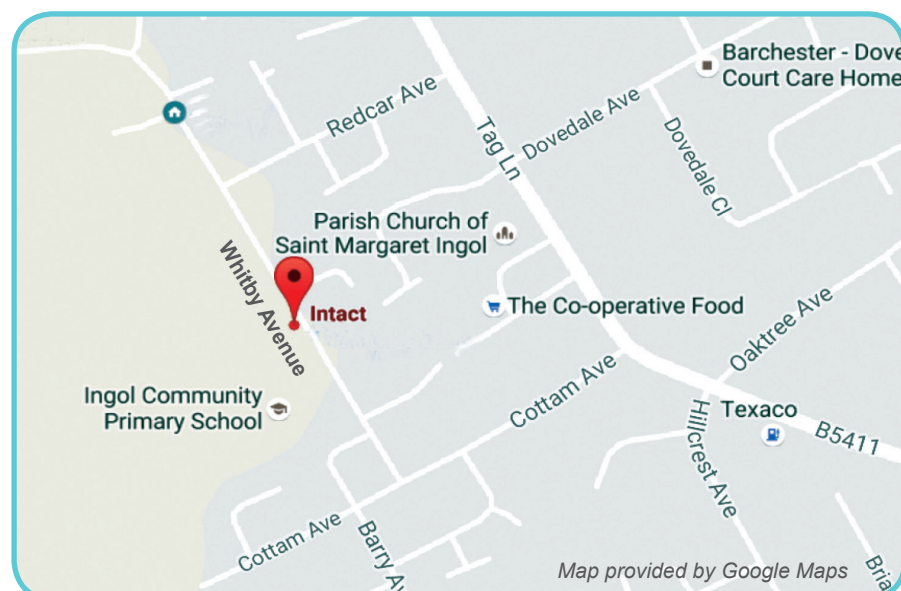 Barchester - Dove
Court Care Home
Redcar Ave
Tag Ln
Dovedale Ave
Dovedale Cl
Parish Church of
Saint Margaret Ingol
Whitby Avenue
Intact
The Co-operative Food
Oaktree Ave
Ingol Community
Primary School
Cottam Ave
Texaco
Hillcrest Ave
B5411
Cottam Ave
Barry Av
Bria
Map provided by Google Maps